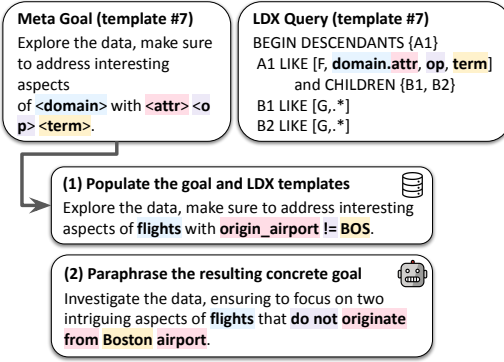 Meta Goal (template #7)
Explore the data, make sure
to address interesting
aspects
of <domain> with <attr> <o
p> <term>.
LDX Query (template #7)
BEGIN DESCENDANTS {A1}
A1 LIKE [F, domain.attr, op, term]
and CHILDREN {B1, B2}
B1 LIKE [G,.*]
B2 LIKE [G,.*]
(1) Populate the goal and LDX templates
Explore the data, make sure to address interesting
aspects of flights with origin_airport != BOS.
(2) Paraphrase the resulting concrete goal
Investigate the data, ensuring to focus on two
intriguing aspects of flights that do not originate
from Boston airport.